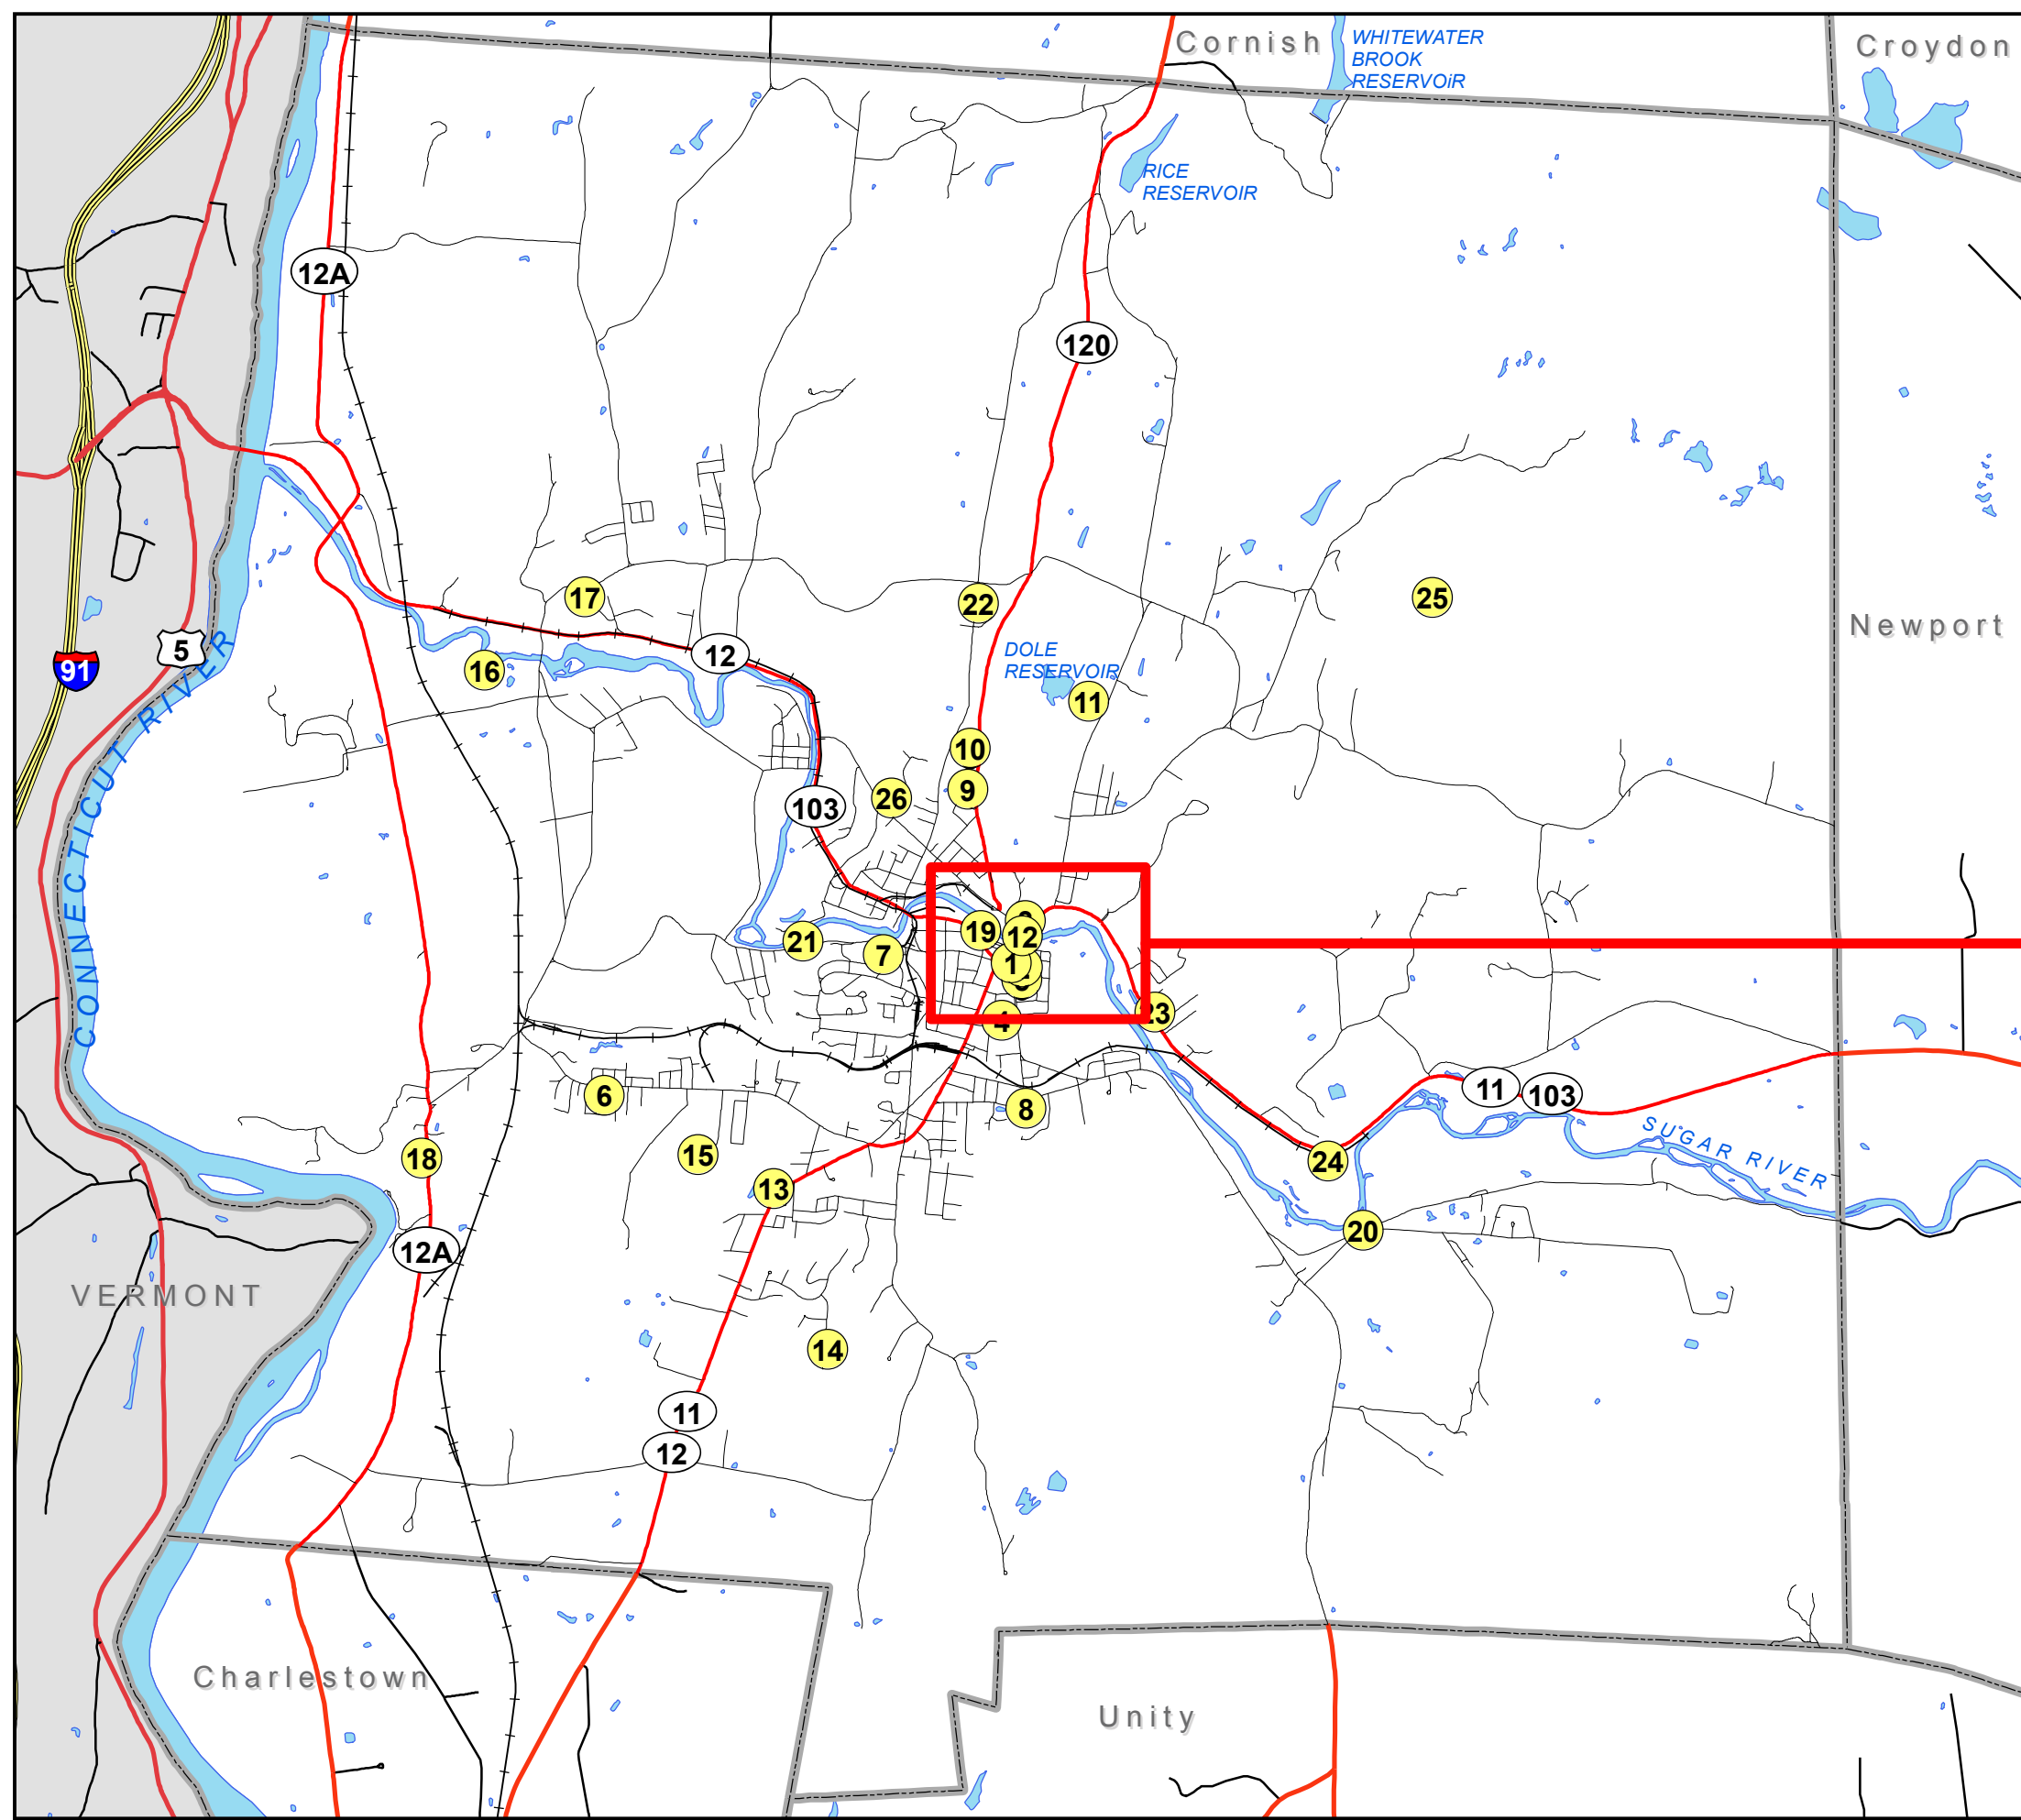 Cornish
WHITEWATER
BROOK
RESERVOiR
Croydon
RICE
RESERVOIR
12A
120
17
22
25
Newport
5
91
12
16
DOLE
RESERVOIR
11
10
9
26
103
CONNECTICUT RIVER
19
12
21
7
1
4
23
6
8
11
103
SUGAR RIVER
18
15
24
13
20
12A
VERMONT
14
11
12
Charlestown
Unity